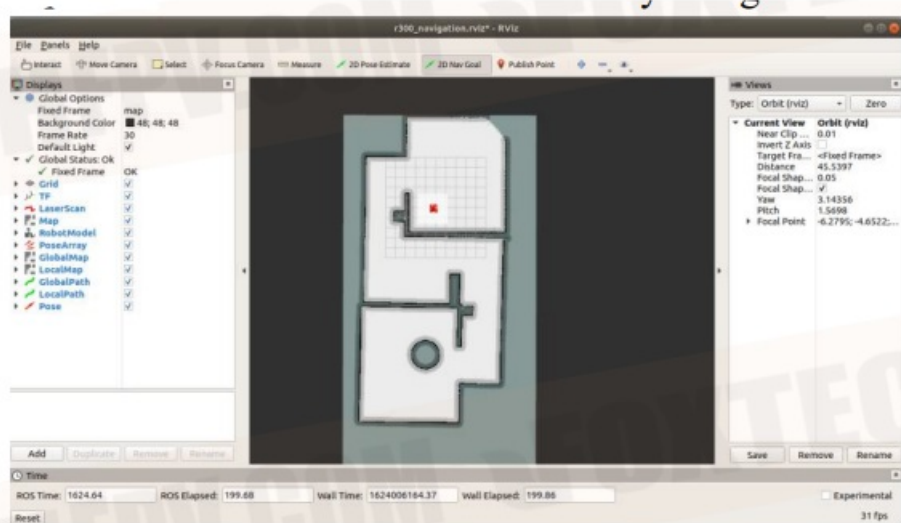 r300_navigation.rviz* - RViz
File Panels Help
Interact Move Camera Select Focus Camera Measure 2D Pose Estimate 2D Nav Goal Publish Point
Displays
Global Options
Fixed Frame map
Background Color 48; 48; 48
Frame Rate 30
Default Light
Global Status: Ok
Fixed Frame OK
Grid
TF
LaserScan
Map
RobotModel
PoseArray
GlobalMap
LocalMap
GlobalPath
LocalPath
Pose
Add Duplicate Remove Rename
Views
Type: Orbit (rviz) Zero
Current View Orbit (rviz)
Near Clip ... 0.01
Invert Z Axis
Target Fra... <Fixed Frame>
Distance 45.5397
Focal Shap... 0.05
Focal Shap...
Yaw 3.14356
Pitch 1.5698
Focal Point -6.2795; -4.6522;...
Save Remove Rename
Time
ROS Time: 1624.64 ROS Elapsed: 199.68 Wall Time: 1624006164.37 Wall Elapsed: 199.86 Experimental
Reset 31 fps